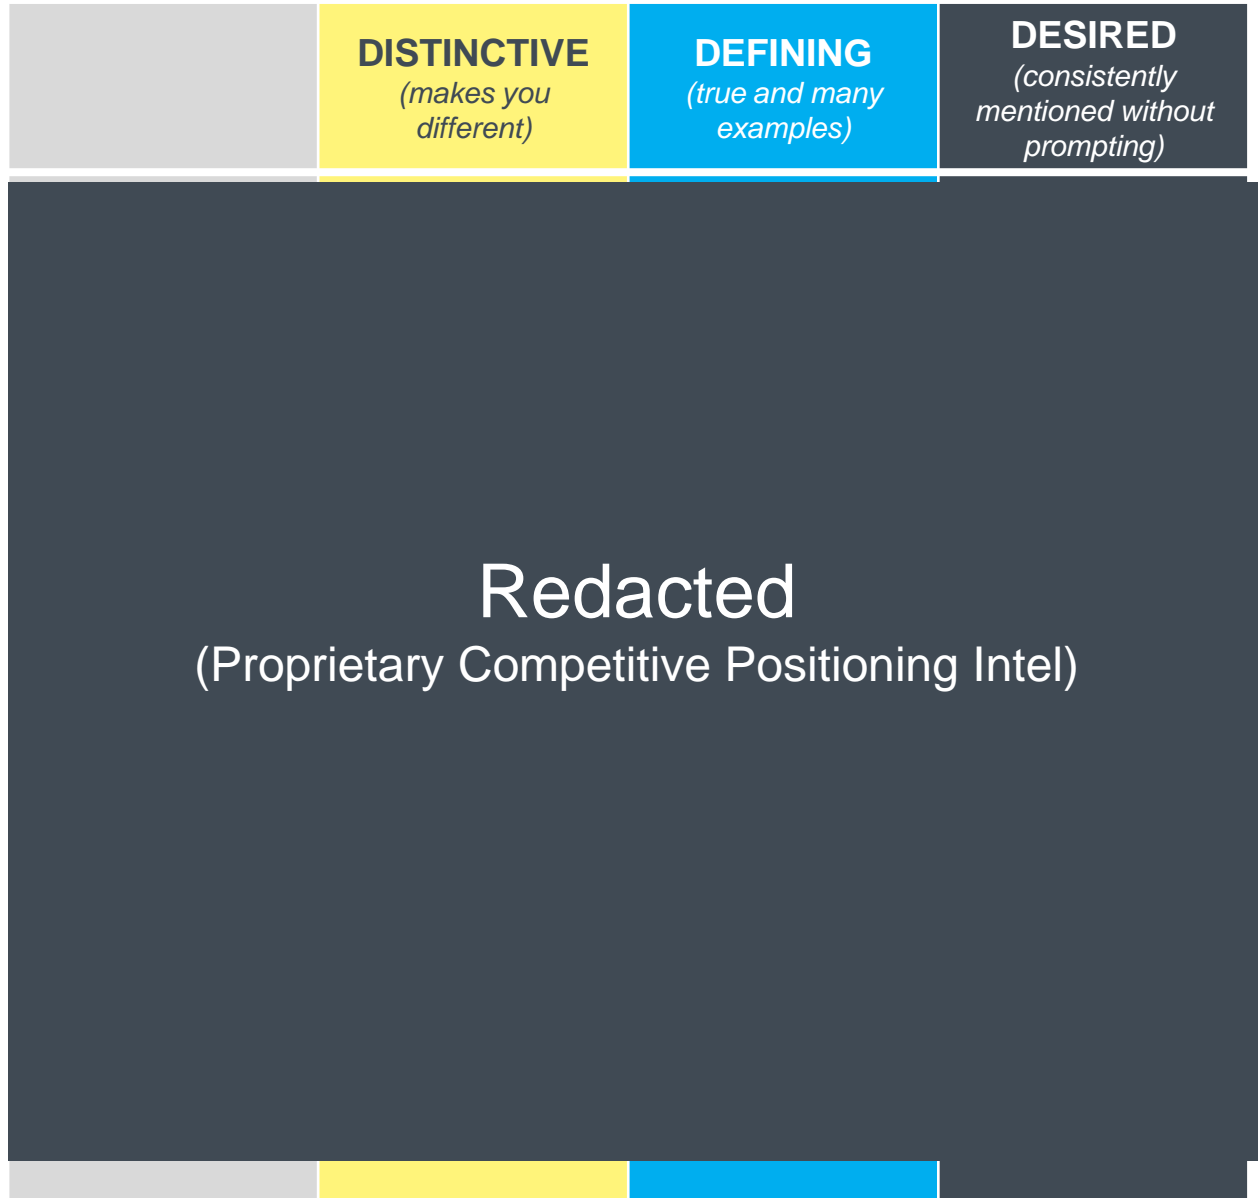 DISTINCTIVE
(makes you
different)
DEFINING
(true and many
examples)
DESIRED
(consistently
mentioned without
prompting)
Redacted
(Proprietary Competitive Positioning Intel)